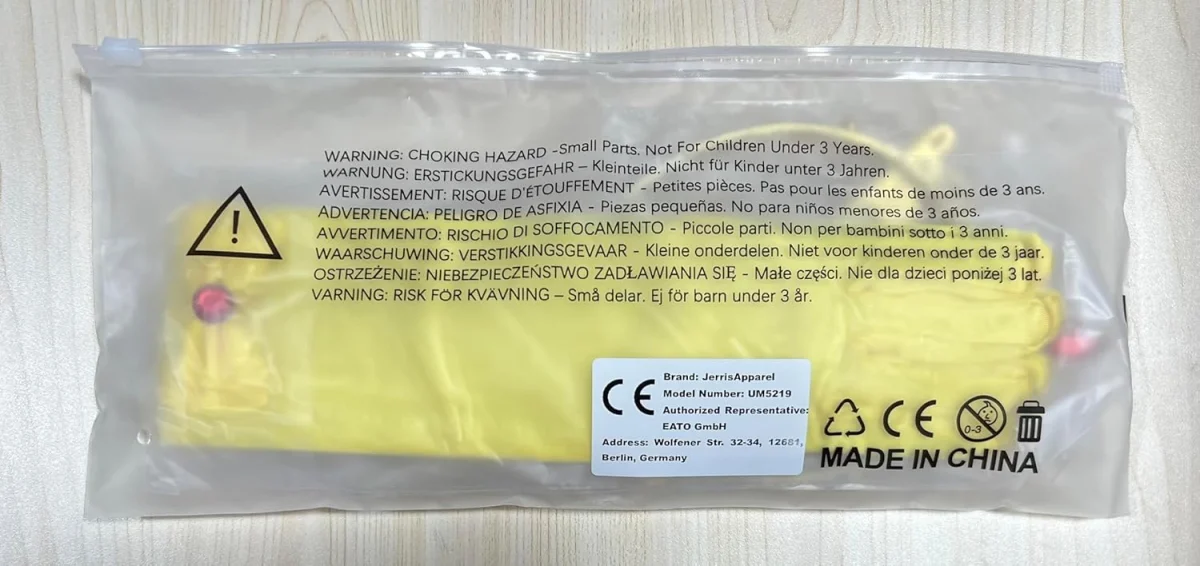 WARNING: CHOKING HAZARD -Small Parts. Not For Children Under 3 Years.
WARNUNG: ERSTICKUNGSGEFAHR – Kleinteile. Nicht für Kinder unter 3 Jahren.
AVERTISSEMENT: RISQUE D'ÉTOUFFEMENT - Petites pièces. Pas pour les enfants de moins de 3 ans.
ADVERTENCIA: PELIGRO DE ASFIXIA - Piezas pequeñas. No para niños menores de 3 años.
AVVERTIMENTO: RISCHIO DI SOFFOCAMENTO - Piccole parti. Non per bambini sotto i 3 anni.
WAARSCHUWING: VERSTIKKINGSGEVAAR - Kleine onderdelen. Niet voor kinderen onder de 3 jaar.
OSTRZEŻENIE: NIEBEZPIECZEŃSTWO ZADŁAWIANIA SIĘ - Małe części. Nie dla dzieci poniżej 3 lat.
VARNING: RISK FÖR KVÄVNING – Små delar. Ej för barn under 3 år.
CE
Brand: JerrisApparel
Model Number: UM5219
Authorized Representative:
EATO GmbH
Address: Wolfener Str. 32-34, 12681,
Berlin, Germany
CE
0-3
MADE IN CHINA